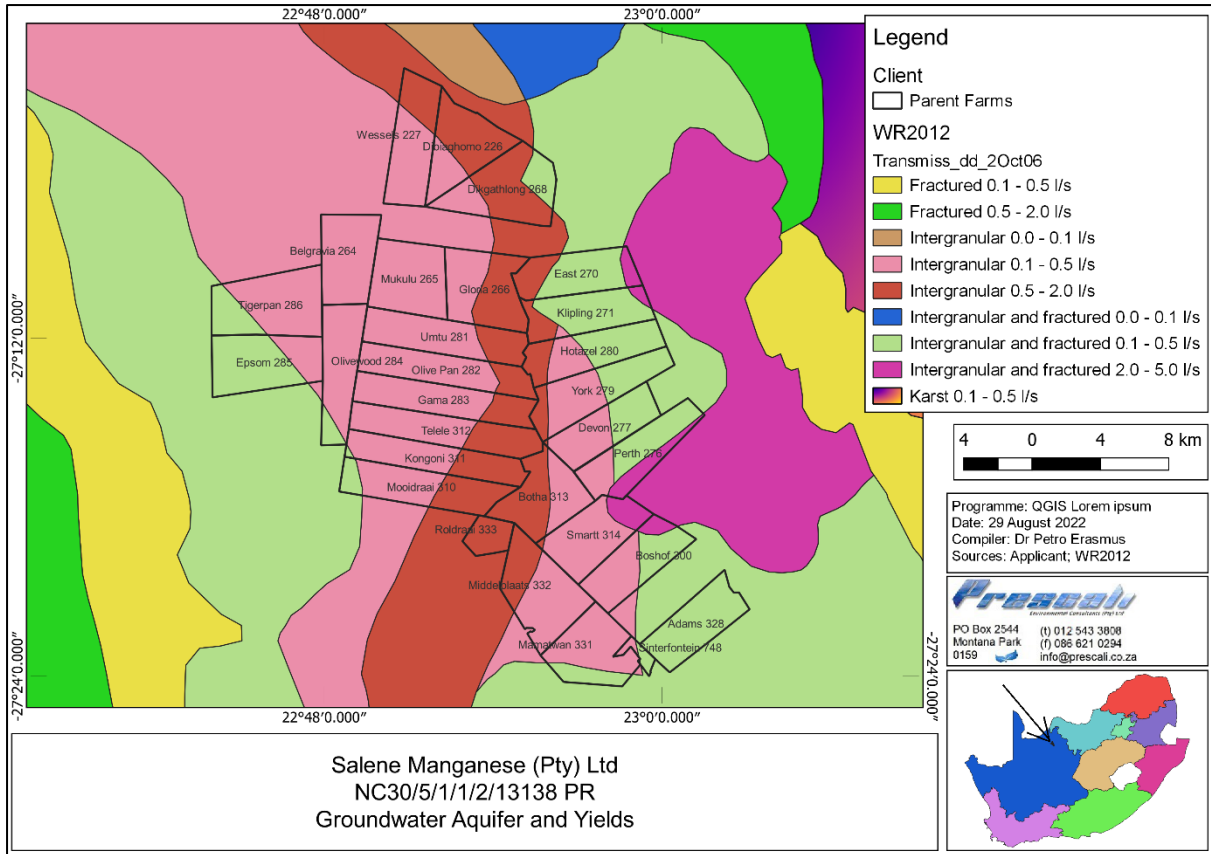 22°48'0.000"
23°0'0.000"
Wessels 227
Dibiaghomo 226
Dikgathlong 268
Belgravia 264
Mukulu 265
Gloria 266
East 270
Tigerpan 286
Klipling 271
Umtu 281
Hotazel 280
Epsom 285
Olivewood 284
Olive Pan 282
York 279
Gama 283
Devon 277
Telele 312
Perth 276
Kongoni 311
Mooidraai 310
Botha 313
Roldraai 333
Smartt 314
Boshof 300
Middelplaats 332
Adams 328
Mamatwan 331
Sinterfontein 748
-27°12'0.000"
-27°24'0.000"
-27°24'0.000"
22°48'0.000"
23°0'0.000"
Legend
Client
Parent Farms
WR2012
Transmiss_dd_2Oct06
Fractured 0.1 - 0.5 l/s
Fractured 0.5 - 2.0 l/s
Intergranular 0.0 - 0.1 l/s
Intergranular 0.1 - 0.5 l/s
Intergranular 0.5 - 2.0 l/s
Intergranular and fractured 0.0 - 0.1 l/s
Intergranular and fractured 0.1 - 0.5 l/s
Intergranular and fractured 2.0 - 5.0 l/s
Karst 0.1 - 0.5 l/s
4 0 4 8 km
Programme: QGIS Lorem ipsum
Date: 29 August 2022
Compiler: Dr Petro Erasmus
Sources: Applicant; WR2012
Prescali
Environmental Consultants (Pty) Ltd
PO Box 2544 (t) 012 543 3808
Montana Park (f) 086 621 0294
0159 info@prescali.co.za
Salene Manganese (Pty) Ltd
NC30/5/1/1/2/13138 PR
Groundwater Aquifer and Yields